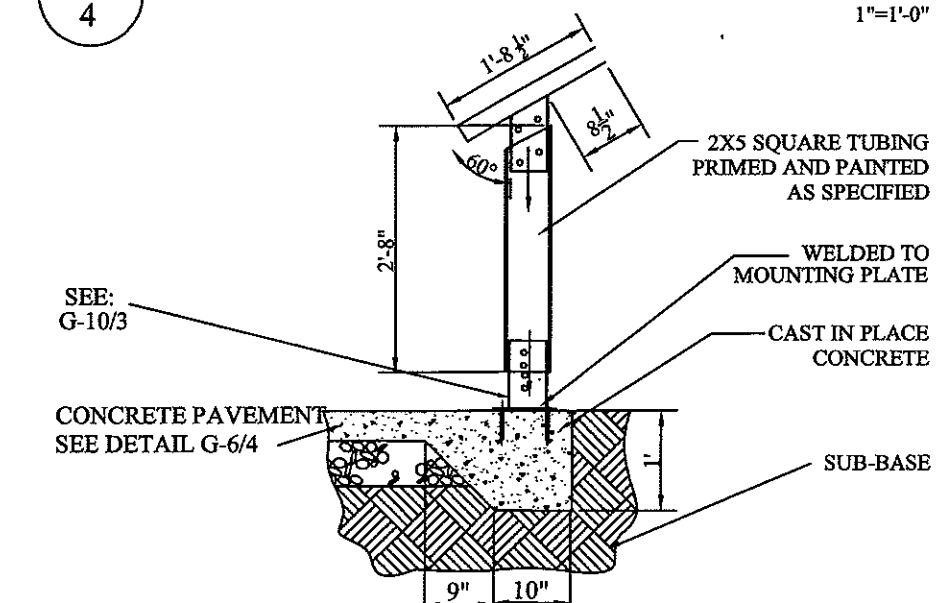 4
1"=1'-0"
1'-8 1/2"
8 1/2"
60°
2'-8"
2X5 SQUARE TUBING
PRIMED AND PAINTED
AS SPECIFIED
WELDED TO
MOUNTING PLATE
SEE:
G-10/3
CAST IN PLACE
CONCRETE
CONCRETE PAVEMENT
SEE DETAIL G-6/4
1'
SUB-BASE
9"
10"